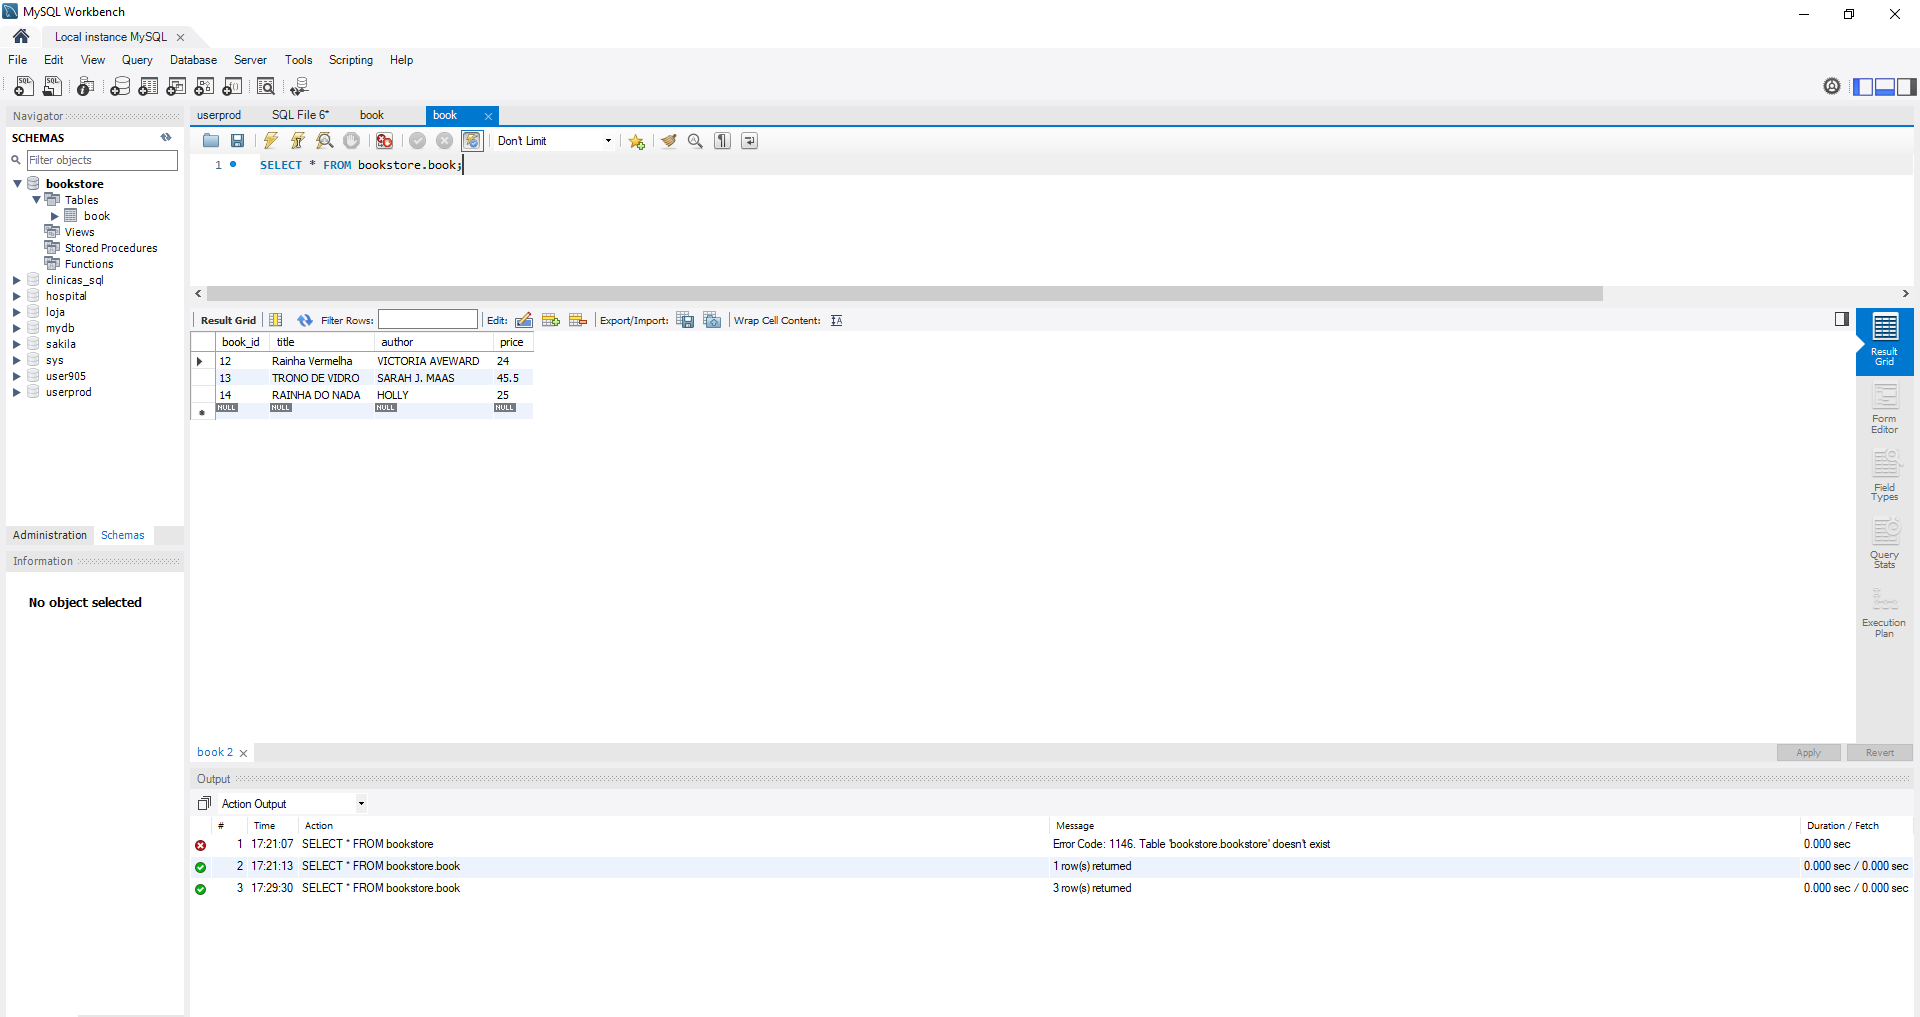 MySQL Workbench
Local instance MySQL
File Edit View Query Database Server Tools Scripting Help
Navigator
SCHEMAS
Filter objects
bookstore
Tables
book
Views
Stored Procedures
Functions
clinicas_sql
hospital
loja
mydb
sakila
sys
user905
userprod
Administration Schemas
Information
No object selected
userprod SQL File 6* book book
Don't Limit
1 SELECT * FROM bookstore.book;
Result Grid Filter Rows: Edit: Export/Import: Wrap Cell Content:
book_id title author price
12 Rainha Vermelha VICTORIA AVEWARD 24
13 TRONO DE VIDRO SARAH J. MAAS 45.5
14 RAINHA DO NADA HOLLY 25
NULL NULL NULL NULL
Result
Grid
Form
Editor
Field
Types
Query
Stats
Execution
Plan
book 2
Apply Revert
Output
Action Output
# Time Action Message Duration / Fetch
1 17:21:07 SELECT * FROM bookstore Error Code: 1146. Table 'bookstore.bookstore' doesn't exist 0.000 sec
2 17:21:13 SELECT * FROM bookstore.book 1 row(s) returned 0.000 sec / 0.000 sec
3 17:29:30 SELECT * FROM bookstore.book 3 row(s) returned 0.000 sec / 0.000 sec